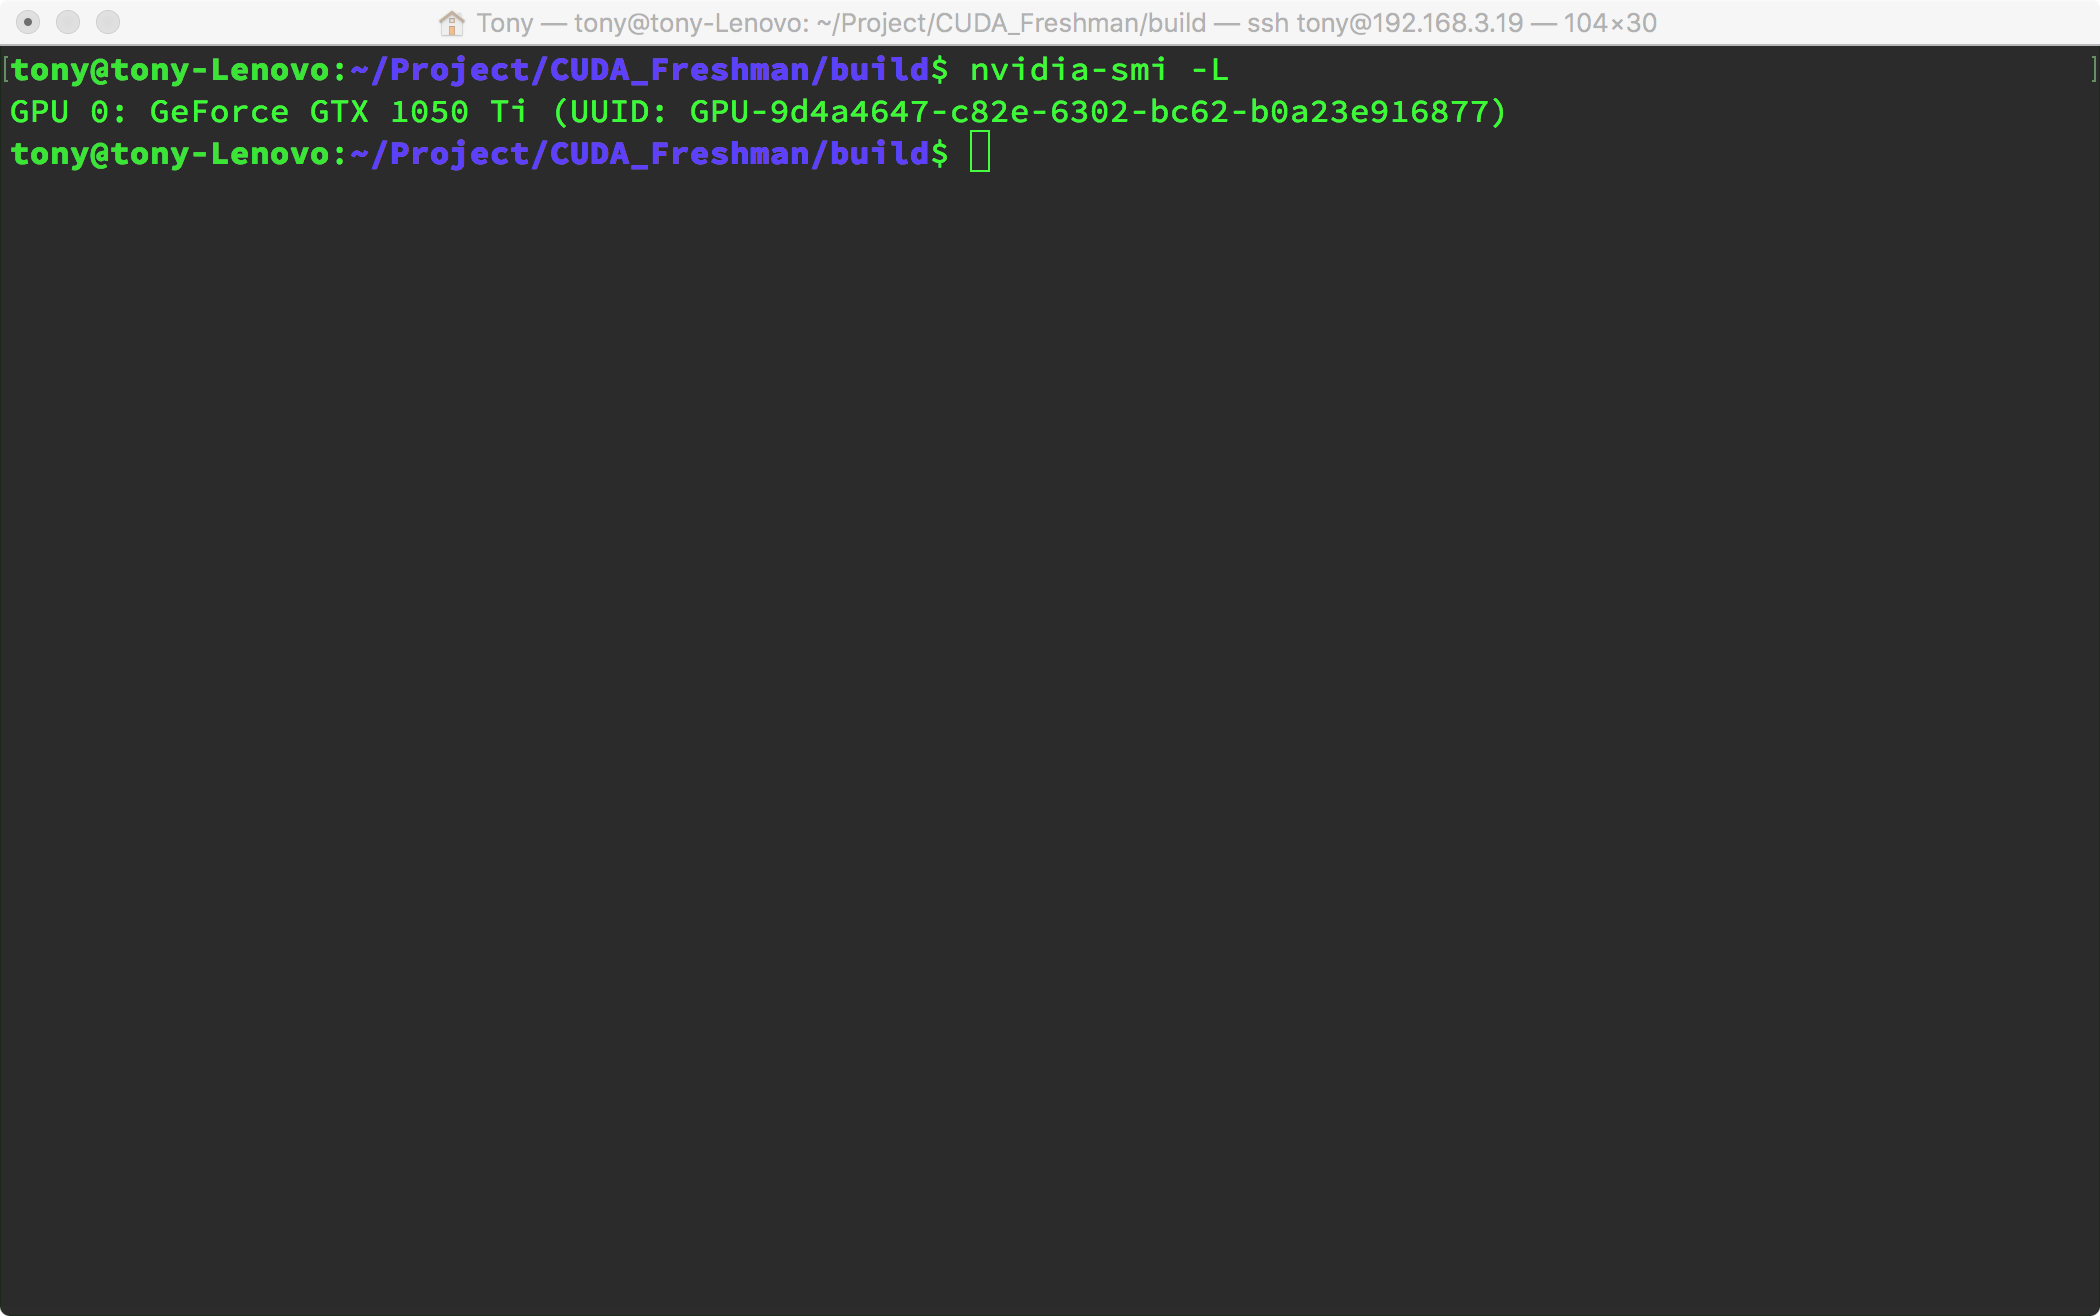 Tony — tony@tony-Lenovo: ~/Project/CUDA_Freshman/build — ssh tony@192.168.3.19 — 104×30
[tony@tony-Lenovo:~/Project/CUDA_Freshman/build$ nvidia-smi -L ]
GPU 0: GeForce GTX 1050 Ti (UUID: GPU-9d4a4647-c82e-6302-bc62-b0a23e916877)
tony@tony-Lenovo:~/Project/CUDA_Freshman/build$